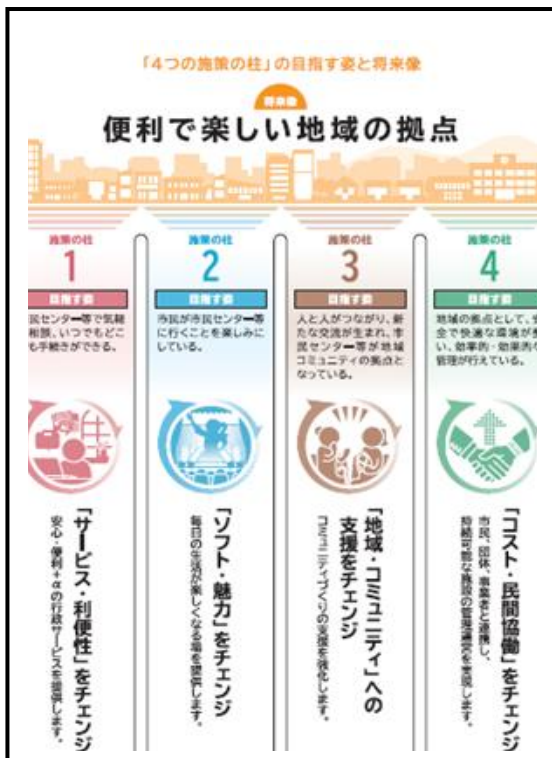 「4つの施策の柱」の目指す姿と将来像
将来像
便利で楽しい地域の拠点
施策の柱
1
目指す姿
民センター等で気軽
相談、いつでもどこ
も手続きができる。
「サービス・利便性」をチェンジ
安心・便利+αの行政サービスを提供します。
施策の柱
2
目指す姿
市民が市民センター等
に行くことを楽しみに
している。
「ソフト・魅力」をチェンジ
毎日の生活が楽しくなる場を提供します。
施策の柱
3
目指す姿
人と人がつながり、新
たな交流が生まれ、市
民センター等が地域
コミュニティの拠点と
なっている。
「地域・コミュニティ」への
支援をチェンジ
コミュニティづくりの支援を強化します。
施策の柱
4
目指す姿
地域の拠点として、安
全で快適な環境が整
い、効率的・効果的な
管理が行えている。
「コスト・民間協働」をチェンジ
市民、団体、事業者と連携し、
持続可能な施設の管理運営を実現します。